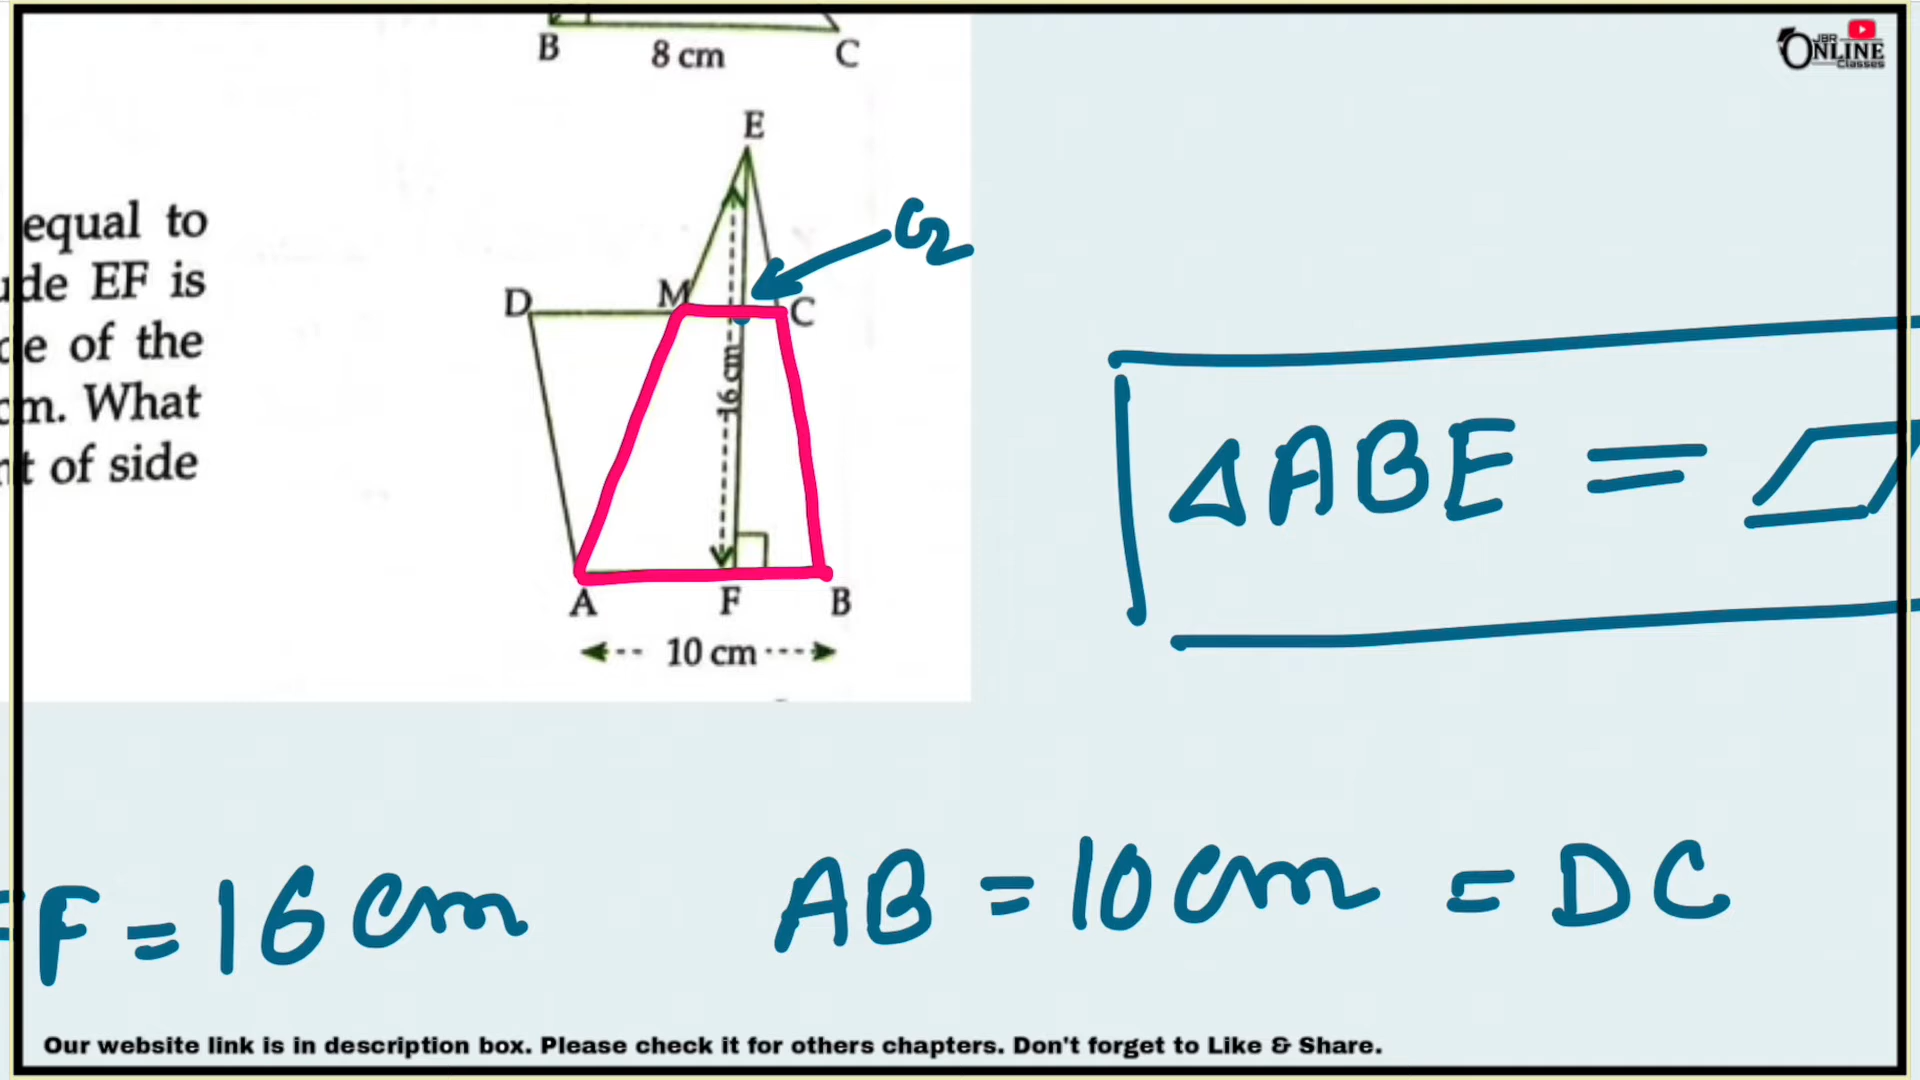 B 8 cm C
JBR
ONLINE
Classes
E
equal to
G
de EF is
D M C
e of the
16 cm
m. What
ΔABE = ▱
t of side
A F B
10 cm
F = 16 cm AB = 10 cm = DC
Our website link is in description box. Please check it for others chapters. Don't forget to Like & Share.